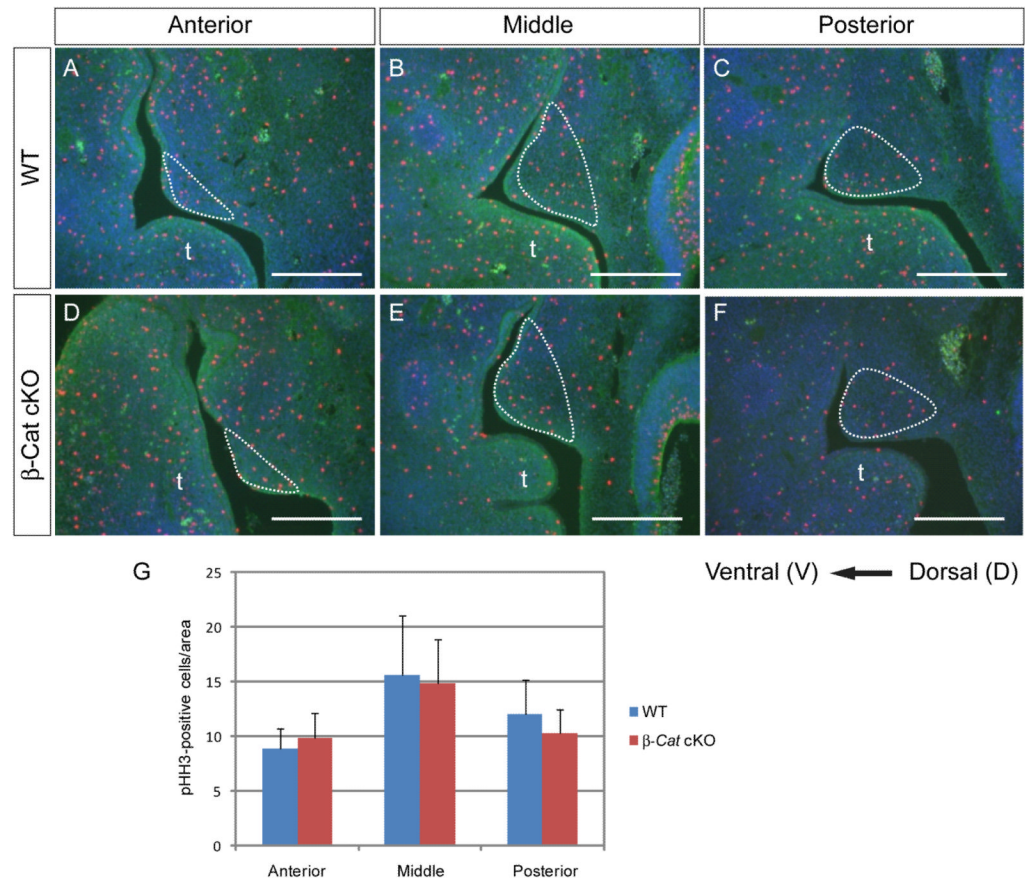 Anterior
Middle
Posterior
WT
A
B
C
t
t
t
β-Cat cKO
D
E
F
t
t
t
Ventral (V)
Dorsal (D)
G
pHH3-positive cells/area
25
20
15
10
5
0
Anterior
Middle
Posterior
WT
β-Cat cKO